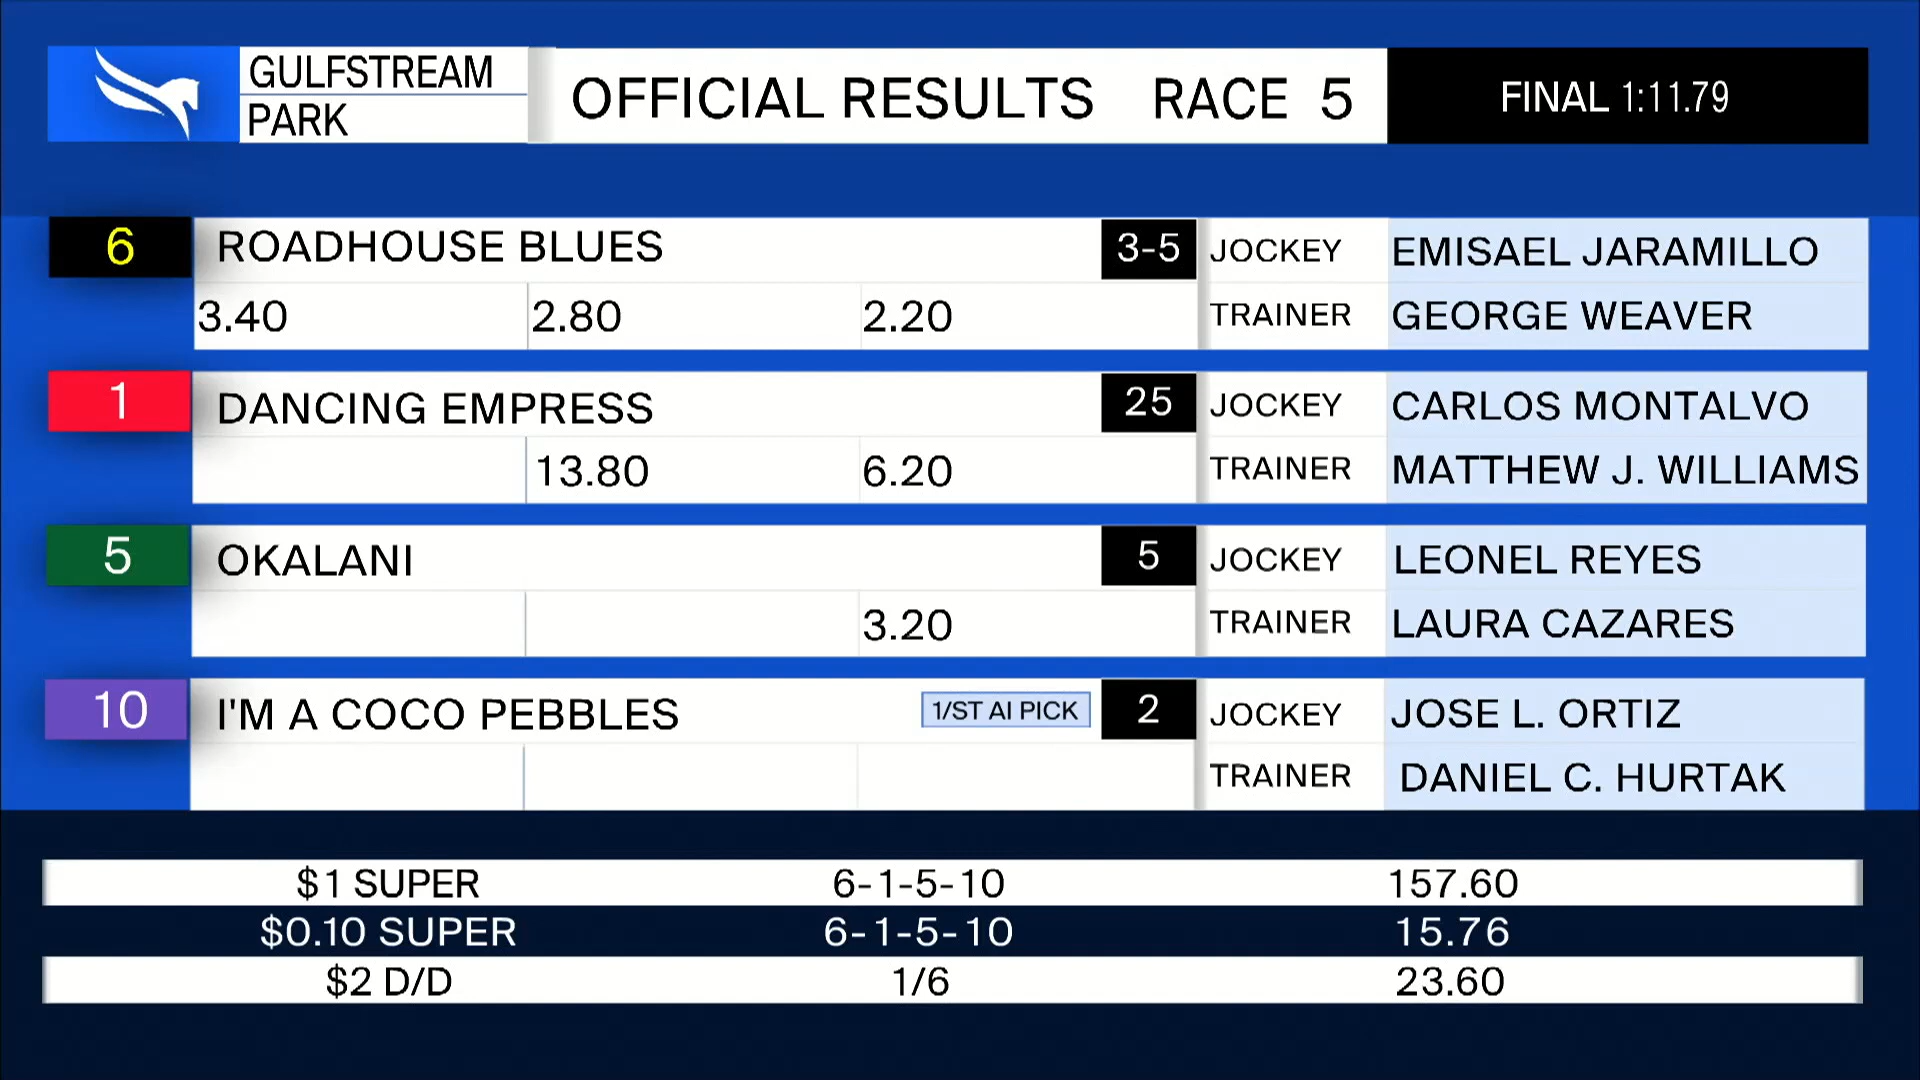 GULFSTREAM
PARK
OFFICIAL RESULTS RACE 5
FINAL 1:11.79
6 ROADHOUSE BLUES 3-5 JOCKEY EMISAEL JARAMILLO
3.40 2.80 2.20 TRAINER GEORGE WEAVER
1 DANCING EMPRESS 25 JOCKEY CARLOS MONTALVO
13.80 6.20 TRAINER MATTHEW J. WILLIAMS
5 OKALANI 5 JOCKEY LEONEL REYES
3.20 TRAINER LAURA CAZARES
10 I'M A COCO PEBBLES 1/ST AI PICK 2 JOCKEY JOSE L. ORTIZ
TRAINER DANIEL C. HURTAK
$1 SUPER 6-1-5-10 157.60
$0.10 SUPER 6-1-5-10 15.76
$2 D/D 1/6 23.60